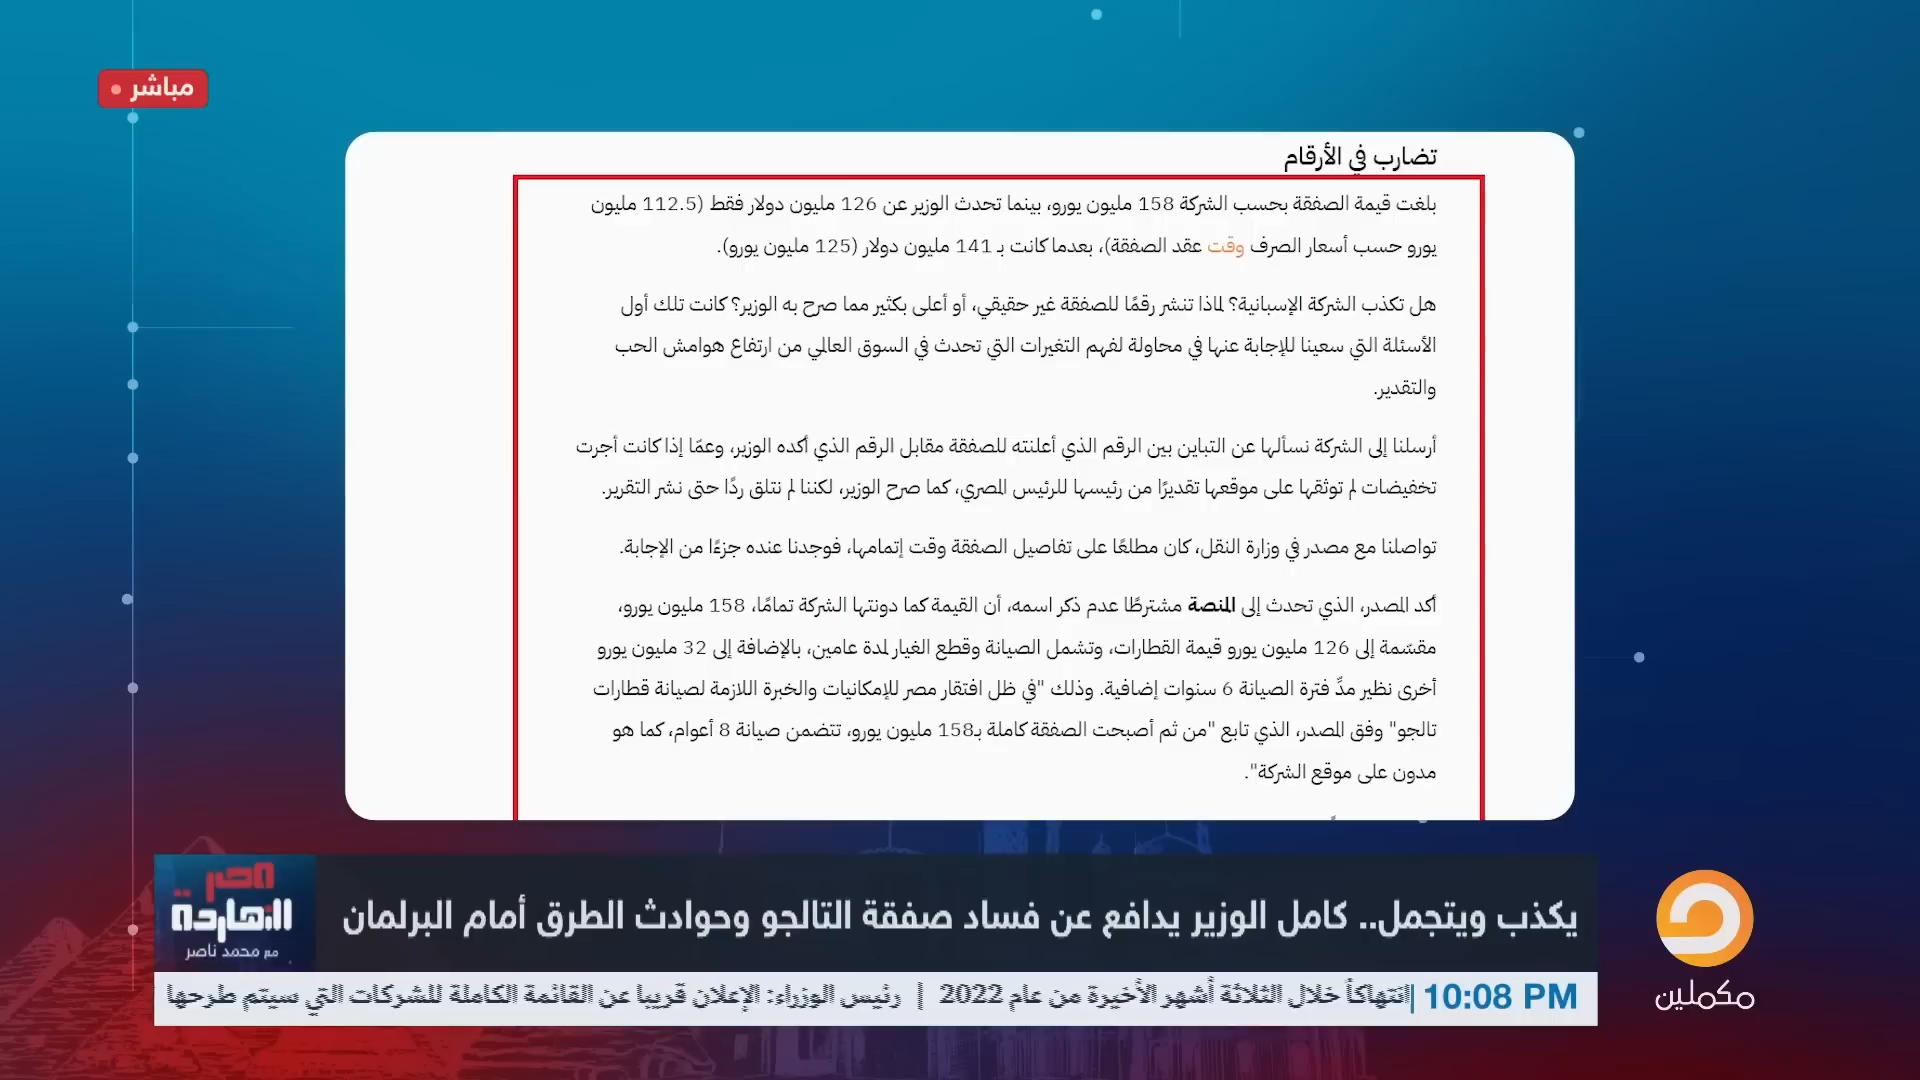 مباشر
تضارب في الأرقام
بلغت قيمة الصفقة بحسب الشركة 158 مليون يورو، بينما تحدث الوزير عن 126 مليون دولار فقط (112.5 مليون
يورو حسب أسعار الصرف وقت عقد الصفقة)، بعدما كانت بـ 141 مليون دولار (125 مليون يورو).
هل تكذب الشركة الإسبانية؟ لماذا تنشر رقمًا للصفقة غير حقيقي، أو أعلى بكثير مما صرح به الوزير؟ كانت تلك أول
الأسئلة التي سعينا للإجابة عنها في محاولة لفهم التغيرات التي تحدث في السوق العالمي من ارتفاع هوامش الحب
والتقدير.
أرسلنا إلى الشركة نسألها عن التباين بين الرقم الذي أعلنته للصفقة مقابل الرقم الذي أكده الوزير، وعمّا إذا كانت أجرت
تخفيضات لم توثقها على موقعها تقديرًا من رئيسها للرئيس المصري، كما صرح الوزير، لكننا لم نتلق ردًا حتى نشر التقرير.
تواصلنا مع مصدر في وزارة النقل، كان مطلعًا على تفاصيل الصفقة وقت إتمامها، فوجدنا عنده جزءًا من الإجابة.
أكد المصدر، الذي تحدث إلى المنصة مشترطًا عدم ذكر اسمه، أن القيمة كما دونتها الشركة تمامًا، 158 مليون يورو،
مقسّمة إلى 126 مليون يورو قيمة القطارات، وتشمل الصيانة وقطع الغيار لمدة عامين، بالإضافة إلى 32 مليون يورو
أخرى نظير مدِّ فترة الصيانة 6 سنوات إضافية. وذلك "في ظل افتقار مصر للإمكانيات والخبرة اللازمة لصيانة قطارات
تالجو" وفق المصدر، الذي تابع "من ثم أصبحت الصفقة كاملة بـ158 مليون يورو، تتضمن صيانة 8 أعوام، كما هو
مدون على موقع الشركة".
يكذب ويتجمل.. كامل الوزير يدافع عن فساد صفقة التالجو وحوادث الطرق أمام البرلمان
مصر
النهاردة
مع محمد ناصر
10:08 PM
انتهاكاً خلال الثلاثة أشهر الأخيرة من عام 2022 | رئيس الوزراء: الإعلان قريبا عن القائمة الكاملة للشركات التي سيتم طرحها
مكملين